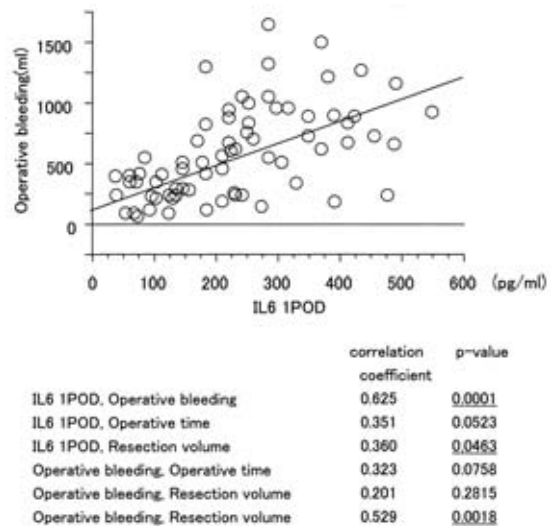 1500
1000
500
0
Operative bleeding(ml)
0 100 200 300 400 500 600 (pg/ml)
IL6 1POD
correlation coefficient p-value
IL6 1POD, Operative bleeding 0.625 0.0001
IL6 1POD, Operative time 0.351 0.0523
IL6 1POD, Resection volume 0.360 0.0463
Operative bleeding, Operative time 0.323 0.0758
Operative bleeding, Resection volume 0.201 0.2815
Operative bleeding, Resection volume 0.529 0.0018